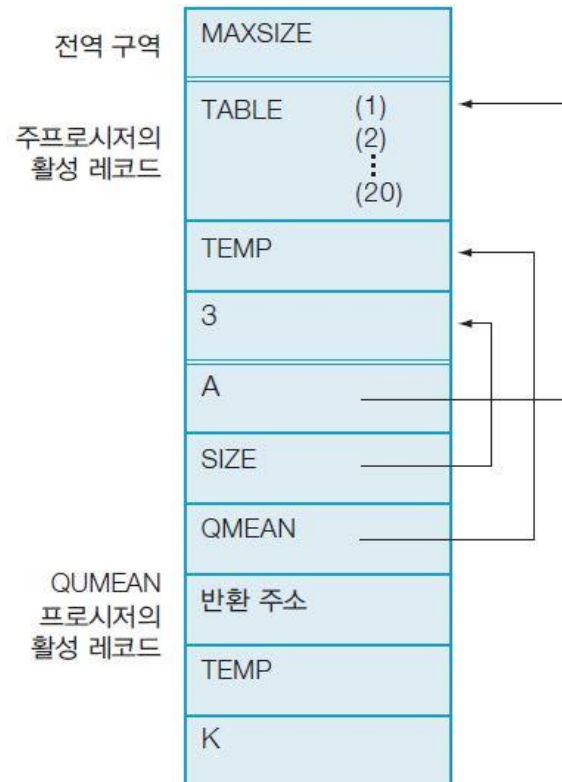 전역 구역
MAXSIZE
주프로시저의
활성 레코드
TABLE (1)
(2)
⋮
(20)
TEMP
3
A
SIZE
QMEAN
QUMEAN
프로시저의
활성 레코드
반환 주소
TEMP
K